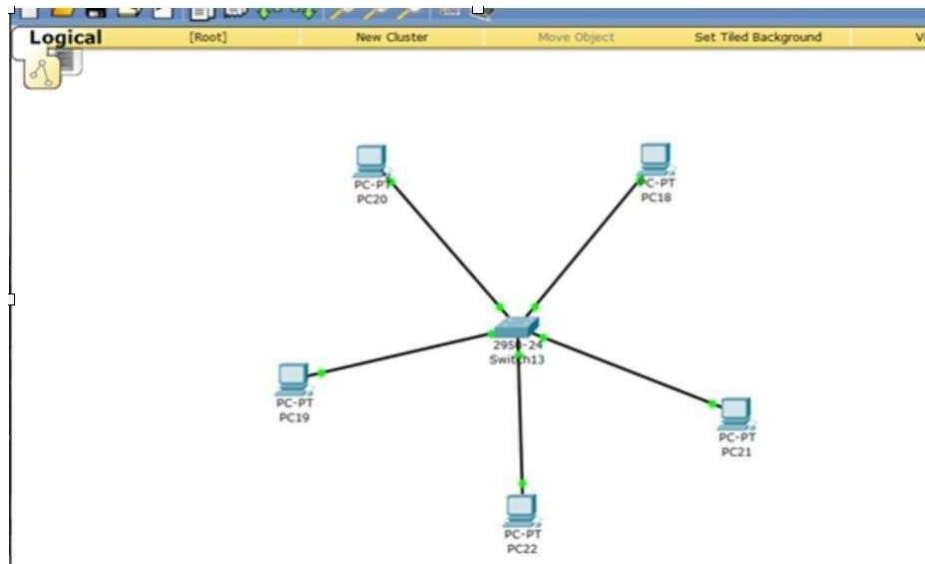 Logical
[Root]
New Cluster
Move Object
Set Tiled Background
PC-PT
PC20
PC-PT
PC18
Switch13
PC-PT
PC19
PC-PT
PC21
PC-PT
PC22